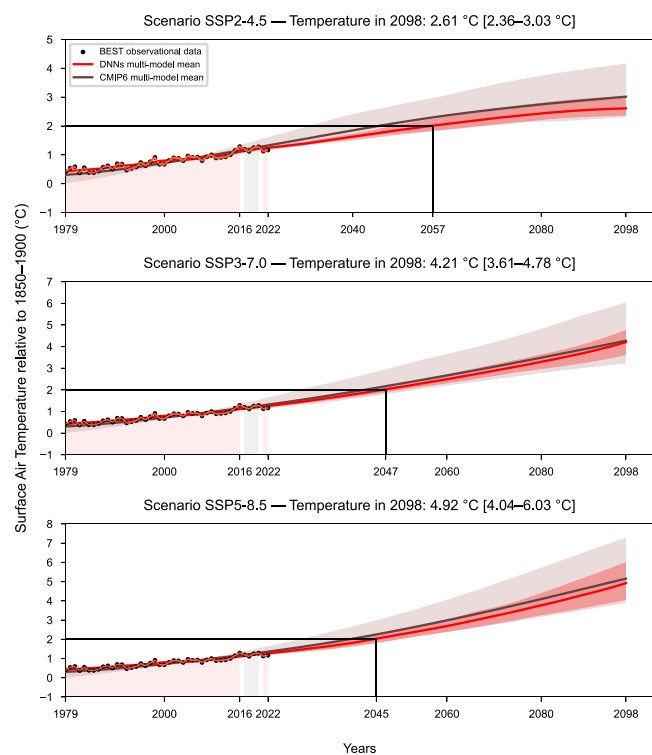 Scenario SSP2-4.5 — Temperature in 2098: 2.61 °C [2.36–3.03 °C]
5
4
3
2
1
0
−1
BEST observational data
DNNs multi-model mean
CMIP6 multi-model mean
1979 2000 2016 2022 2040 2057 2080 2098
Scenario SSP3-7.0 — Temperature in 2098: 4.21 °C [3.61–4.78 °C]
7
6
5
4
3
2
1
0
−1
1979 2000 2016 2022 2047 2060 2080 2098
Scenario SSP5-8.5 — Temperature in 2098: 4.92 °C [4.04–6.03 °C]
8
7
6
5
4
3
2
1
0
−1
1979 2000 2016 2022 2045 2060 2080 2098
Surface Air Temperature relative to 1850–1900 (°C)
Years